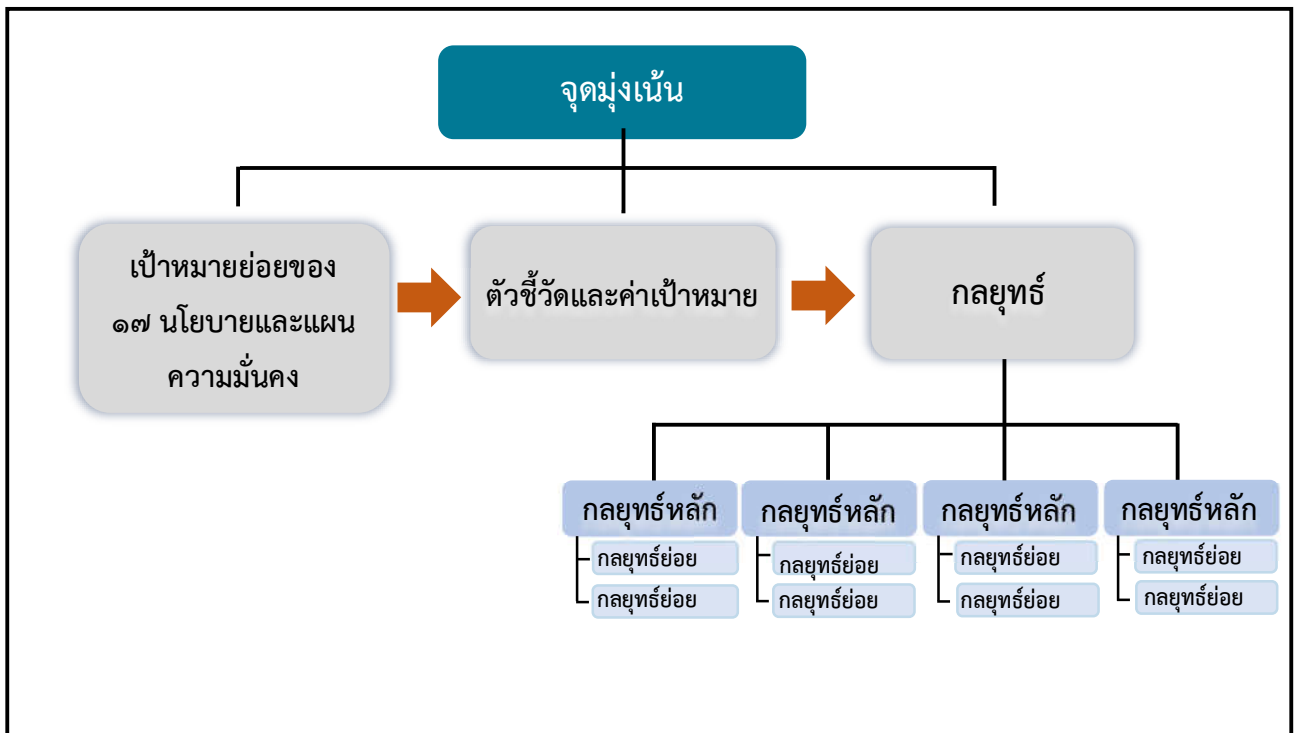 จุดมุ่งเน้น
เป้าหมายย่อยของ
๑๗ นโยบายและแผน
ความมั่นคง
ตัวชี้วัดและค่าเป้าหมาย
กลยุทธ์
กลยุทธ์หลัก
กลยุทธ์หลัก
กลยุทธ์หลัก
กลยุทธ์หลัก
กลยุทธ์ย่อย
กลยุทธ์ย่อย
กลยุทธ์ย่อย
กลยุทธ์ย่อย
กลยุทธ์ย่อย
กลยุทธ์ย่อย
กลยุทธ์ย่อย
กลยุทธ์ย่อย